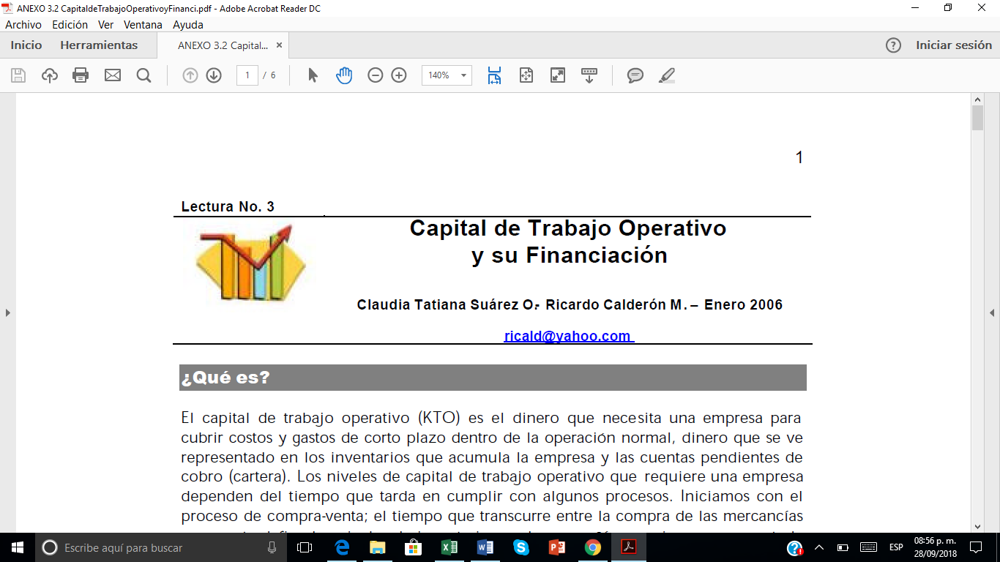 ANEXO 3.2 CapitaldeTrabajoOperativoyFinanci.pdf - Adobe Acrobat Reader DC
Archivo Edición Ver Ventana Ayuda
Inicio Herramientas ANEXO 3.2 Capital... × ? Iniciar sesión
1 / 6 140%
1
Lectura No. 3
Capital de Trabajo Operativo
y su Financiación
Claudia Tatiana Suárez O.- Ricardo Calderón M. – Enero 2006
ricald@yahoo.com
¿Qué es?
El capital de trabajo operativo (KTO) es el dinero que necesita una empresa para
cubrir costos y gastos de corto plazo dentro de la operación normal, dinero que se ve
representado en los inventarios que acumula la empresa y las cuentas pendientes de
cobro (cartera). Los niveles de capital de trabajo operativo que requiere una empresa
dependen del tiempo que tarda en cumplir con algunos procesos. Iniciamos con el
proceso de compra-venta; el tiempo que transcurre entre la compra de las mercancías
Escribe aquí para buscar
ESP
08:56 p. m.
28/09/2018